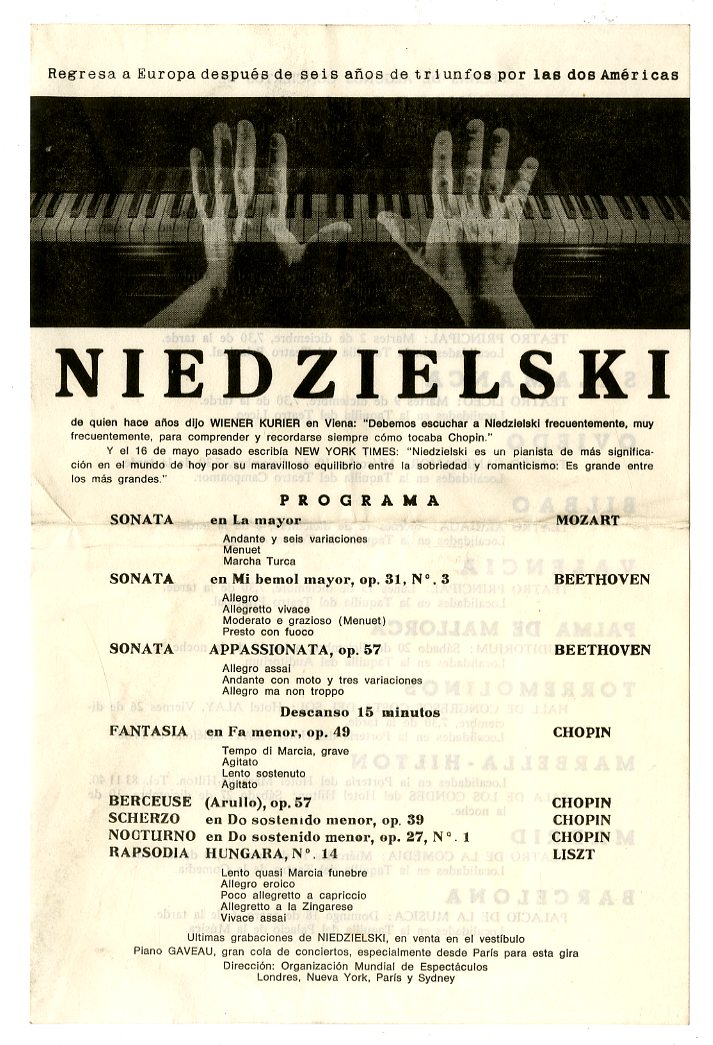 Regresa a Europa después de seis años de triunfos por las dos Américas
NIEDZIELSKI
de quien hace años dijo WIENER KURIER en Viena: "Debemos escuchar a Niedzielski frecuentemente, muy
frecuentemente, para comprender y recordarse siempre cómo tocaba Chopin."
Y el 16 de mayo pasado escribía NEW YORK TIMES: "Niedzielski es un pianista de más significa-
ción en el mundo de hoy por su maravilloso equilibrio entre la sobriedad y romanticismo: Es grande entre
los más grandes."
PROGRAMA
SONATA en La mayor MOZART
Andante y seis variaciones
Menuet
Marcha Turca
SONATA en Mi bemol mayor, op. 31, N°. 3 BEETHOVEN
Allegro
Allegretto vivace
Moderato e grazioso (Menuet)
Presto con fuoco
SONATA APPASSIONATA, op. 57 BEETHOVEN
Allegro assai
Andante con moto y tres variaciones
Allegro ma non troppo
Descanso 15 minutos
FANTASIA en Fa menor, op. 49 CHOPIN
Tempo di Marcia, grave
Agitato
Lento sostenuto
Agitato
BERCEUSE (Arullo), op. 57 CHOPIN
SCHERZO en Do sostenido menor, op. 39 CHOPIN
NOCTURNO en Do sostenido menor, op. 27, N°. 1 CHOPIN
RAPSODIA HUNGARA, N°. 14 LISZT
Lento quasi Marcia funebre
Allegro eroico
Poco allegretto a capriccio
Allegretto a la Zingarese
Vivace assai
Ultimas grabaciones de NIEDZIELSKI, en venta en el vestíbulo
Piano GAVEAU, gran cola de conciertos, especialmente desde París para esta gira
Dirección: Organización Mundial de Espectáculos
Londres, Nueva York, París y Sydney